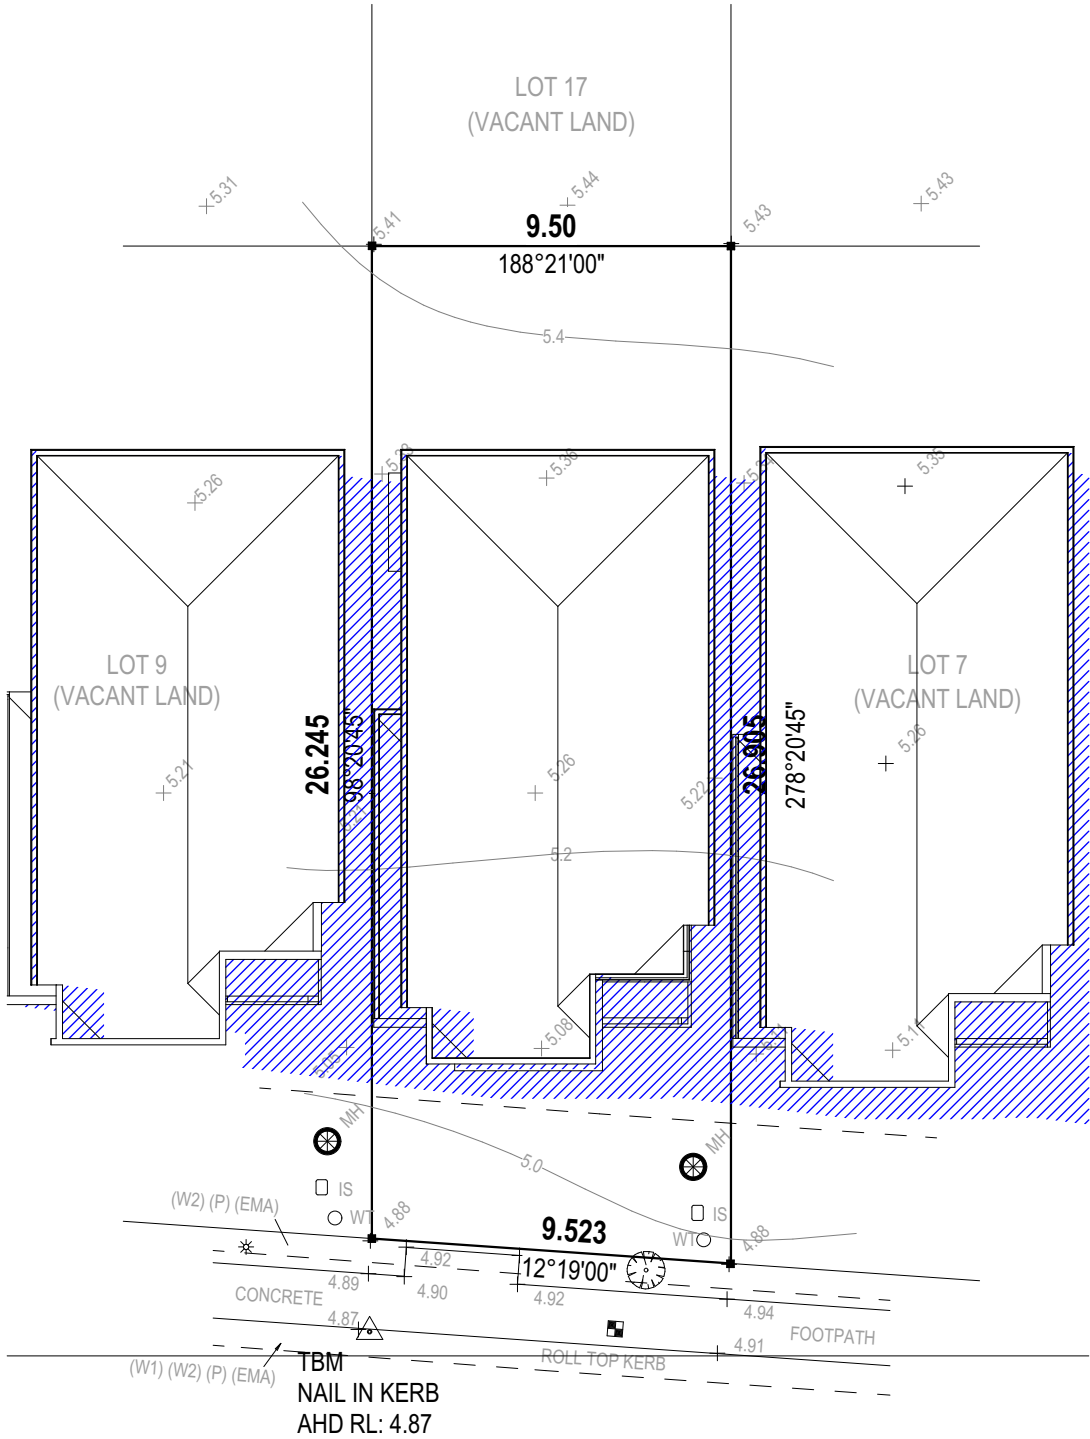 LOT 17
(VACANT LAND)
5.31
5.44
5.43
5.41
9.50
5.43
188°21'00"
5.4
5.36
5.35
5.26
LOT 9
(VACANT LAND)
LOT 7
(VACANT LAND)
26.245
98°20'45"
26.905
278°20'45"
5.21
5.26
5.22
5.26
5.2
5.08
5.05
MH
MH
5.0
IS
IS
(W2) (P) (EMA)
WT
4.88
9.523
WT
4.88
4.92
12°19'00"
4.89
4.90
4.92
4.94
CONCRETE
4.87
FOOTPATH
4.91
ROLL TOP KERB
(W1) (W2) (P) (EMA)
TBM
NAIL IN KERB
AHD RL: 4.87